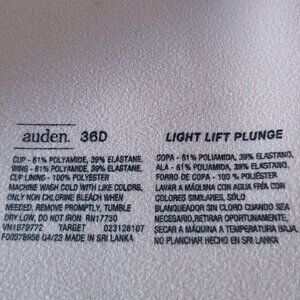 auden. 36D
CUP - 61% POLYAMIDE, 39% ELASTANE,
WING - 61% POLYAMIDE, 39% ELASTANE,
CUP LINING - 100% POLYESTER
MACHINE WASH COLD WITH LIKE COLORS,
ONLY NON CHLORINE BLEACH WHEN
NEEDED. REMOVE PROMPTLY, TUMBLE
DRY LOW, DO NOT IRON RN17730
VN1979772 TARGET 023128107
F00378956 04/23 MADE IN SRI LANKA
LIGHT LIFT PLUNGE
COPA - 61% POLIAMIDA, 39% ELASTANO,
ALA - 61% POLIAMIDA, 39% ELASTANO,
FORRO DE COPA - 100 % POLIÉSTER
LAVAR A MÁQUINA CON AGUA FRÍA CON
COLORES SIMILARES, SÓLO
BLANQUEADOR SIN CLORO CUANDO SEA
NECESARIO, RETIRAR OPORTUNAMENTE,
SECAR A MÁQUINA A TEMPERATURA BAJA,
NO PLANCHAR HECHO EN SRI LANKA